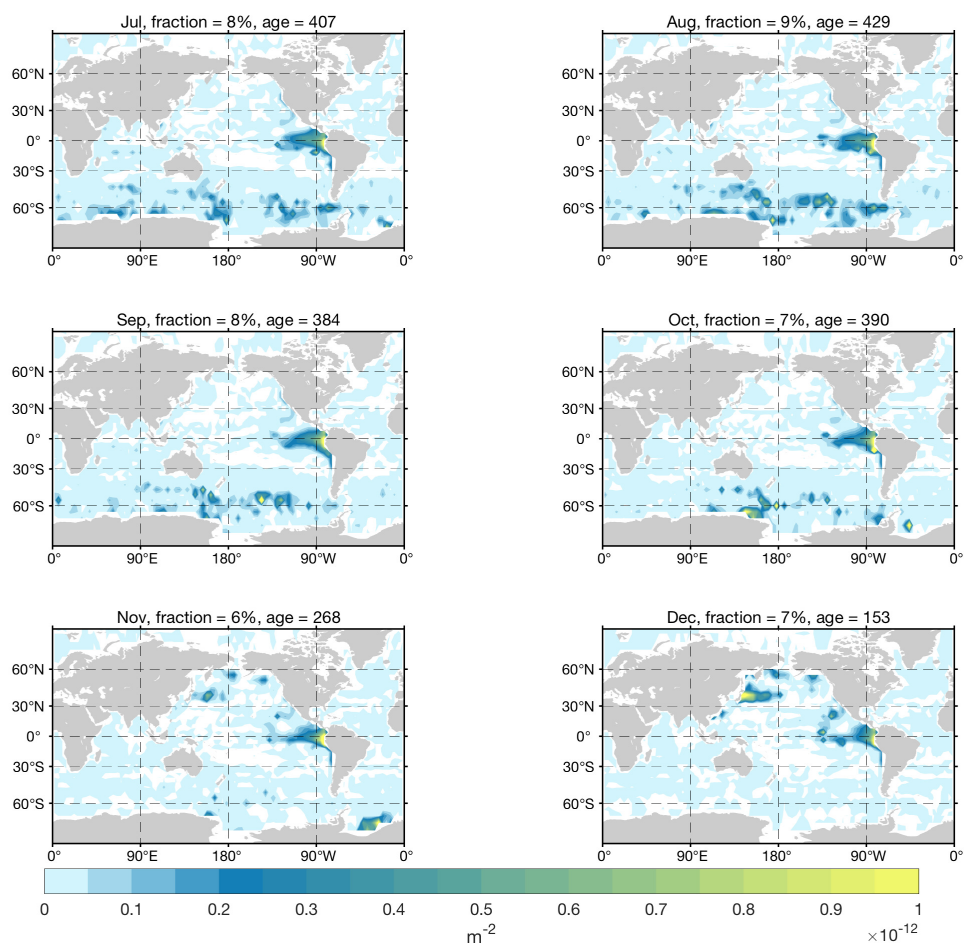 Jul, fraction = 8%, age = 407
Aug, fraction = 9%, age = 429
60°N
30°N
0°
30°S
60°S
0° 90°E 180° 90°W 0°
60°N
30°N
0°
30°S
60°S
0° 90°E 180° 90°W 0°
Sep, fraction = 8%, age = 384
Oct, fraction = 7%, age = 390
60°N
30°N
0°
30°S
60°S
0° 90°E 180° 90°W 0°
60°N
30°N
0°
30°S
60°S
0° 90°E 180° 90°W 0°
Nov, fraction = 6%, age = 268
Dec, fraction = 7%, age = 153
60°N
30°N
0°
30°S
60°S
0° 90°E 180° 90°W 0°
60°N
30°N
0°
30°S
60°S
0° 90°E 180° 90°W 0°
0 0.1 0.2 0.3 0.4 0.5 0.6 0.7 0.8 0.9 1
m⁻²
×10⁻¹²